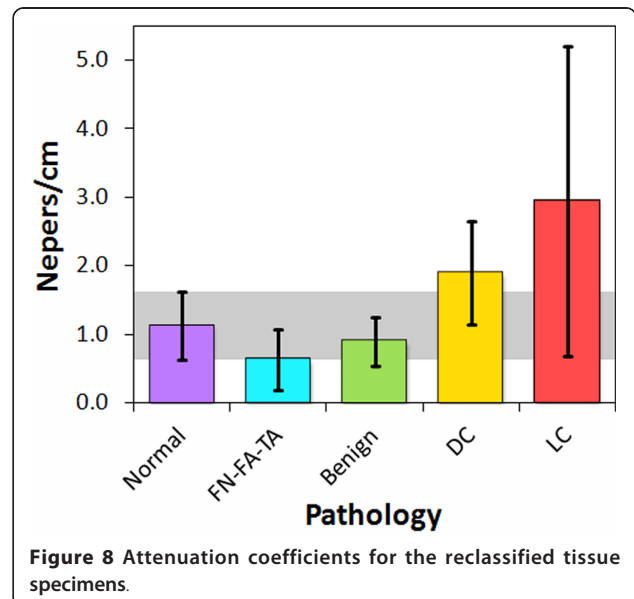 5.0
4.0
3.0
2.0
1.0
0.0
Nepers/cm
Normal
FN-FA-TA
Benign
DC
LC
Pathology
Figure 8 Attenuation coefficients for the reclassified tissue
specimens.